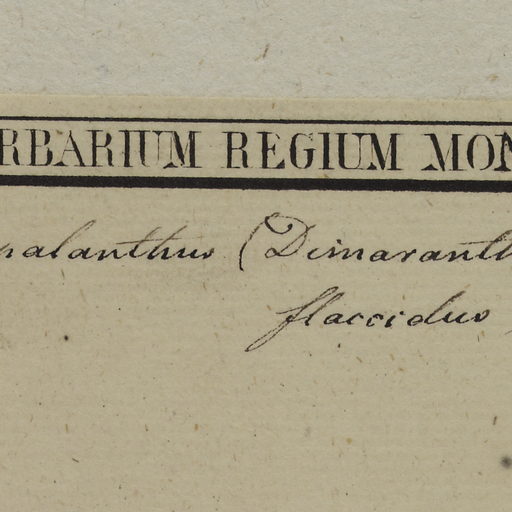 RBARIUM REGIUM MON
palanthus (Dimaranth
flaccidus